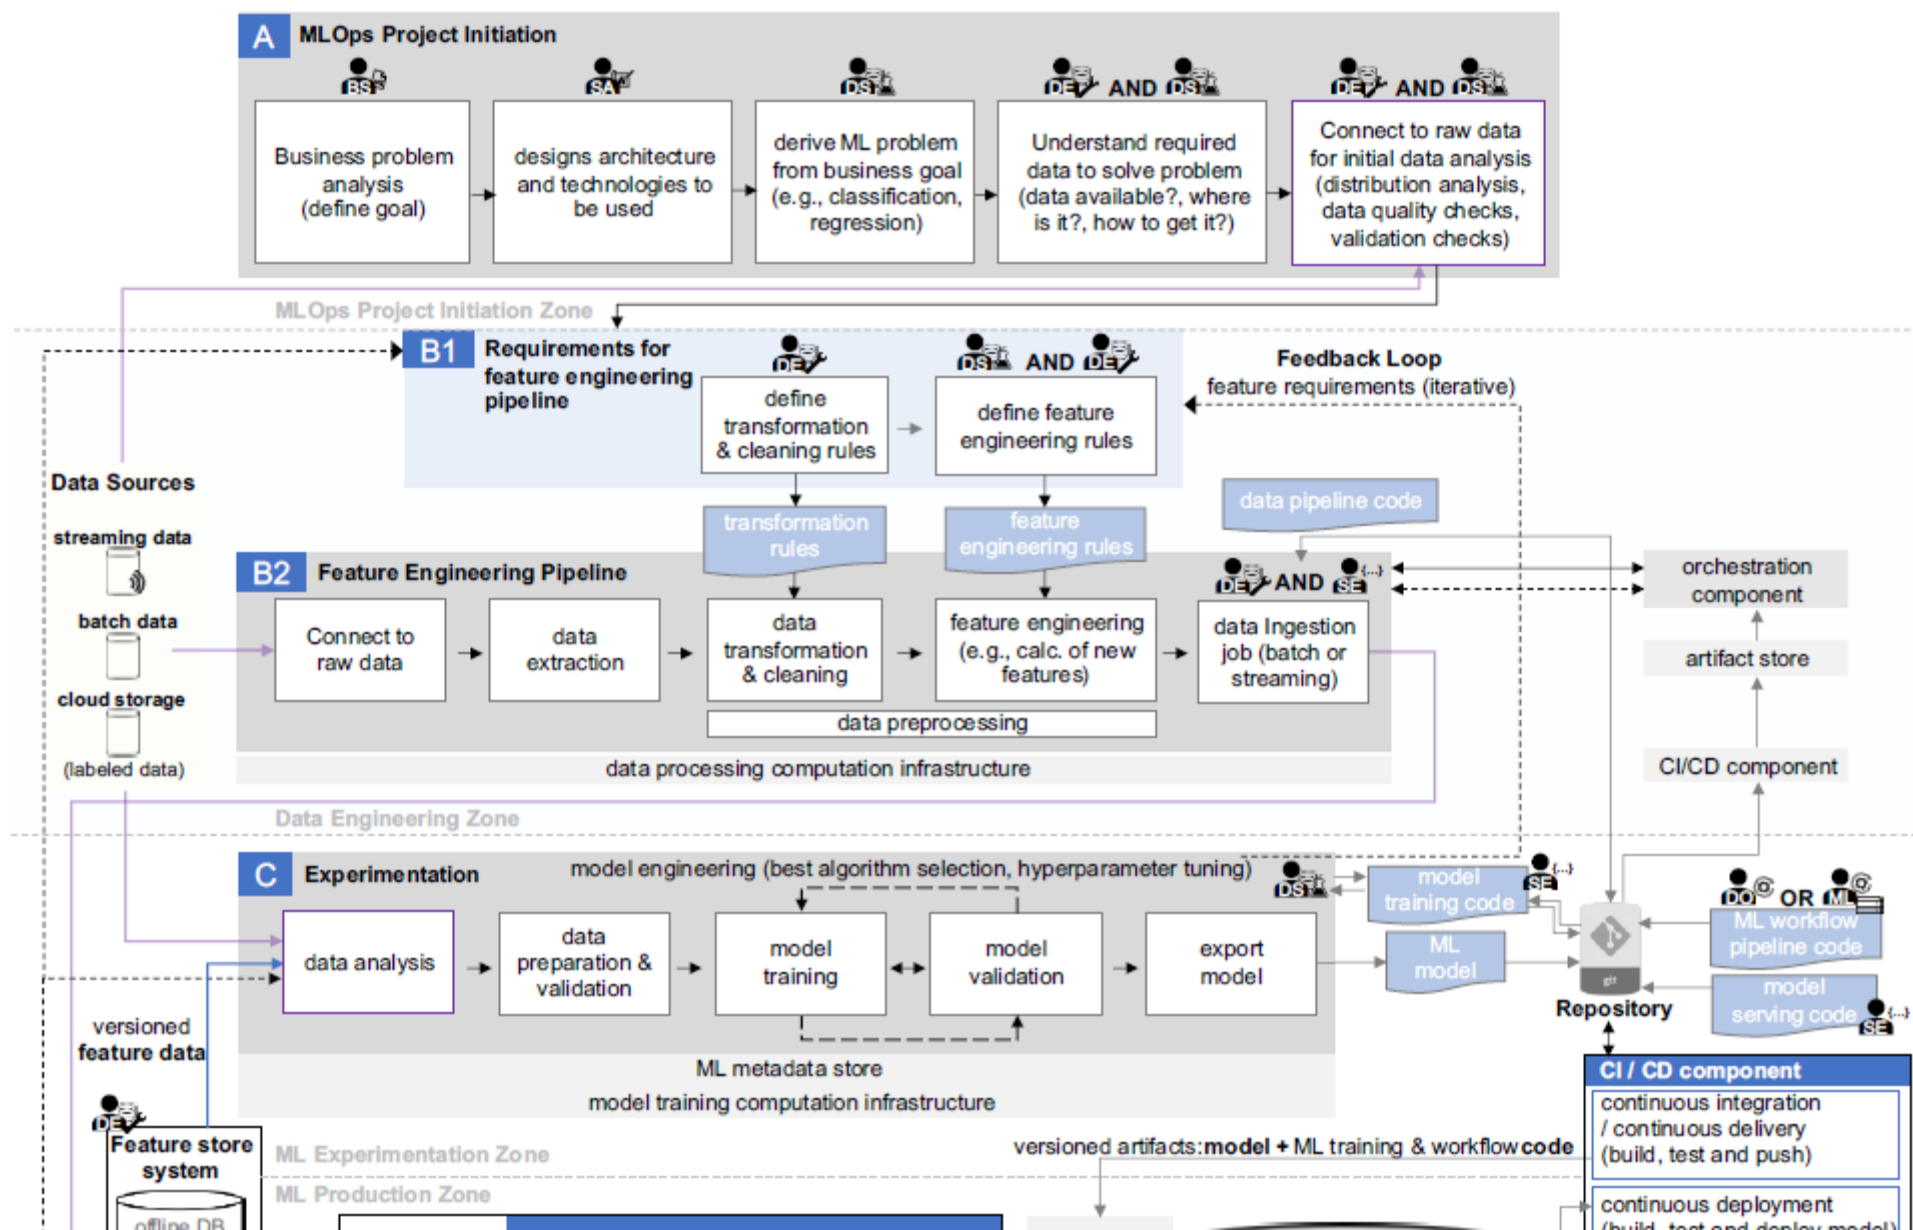 A
MLOps Project Initiation
BS
SA
DS
DE AND DS
DE AND DS
Business problem
analysis
(define goal)
designs architecture
and technologies to
be used
derive ML problem
from business goal
(e.g., classification,
regression)
Understand required
data to solve problem
(data available?, where
is it?, how to get it?)
Connect to raw data
for initial data analysis
(distribution analysis,
data quality checks,
validation checks)
MLOps Project Initiation Zone
B1
Requirements for
feature engineering
pipeline
DE
DS AND DE
define
transformation
& cleaning rules
define feature
engineering rules
Feedback Loop
feature requirements (iterative)
Data Sources
streaming data
batch data
cloud storage
(labeled data)
transformation
rules
feature
engineering rules
data pipeline code
B2
Feature Engineering Pipeline
DE AND SE {...}
Connect to
raw data
data
extraction
data
transformation
& cleaning
feature engineering
(e.g., calc. of new
features)
data Ingestion
job (batch or
streaming)
data preprocessing
data processing computation infrastructure
orchestration
component
artifact store
CI/CD component
Data Engineering Zone
C
Experimentation
model engineering (best algorithm selection, hyperparameter tuning)
DS
data analysis
data
preparation &
validation
model
training
model
validation
export
model
ML metadata store
model training computation infrastructure
model
training code
SE {...}
ML
model
git
Repository
DO OR ML
ML workflow
pipeline code
model
serving code
SE {...}
versioned
feature data
DE
Feature store
system
offline DB
ML Experimentation Zone
ML Production Zone
versioned artifacts:model + ML training & workflowcode
CI / CD component
continuous integration
/ continuous delivery
(build, test and push)
continuous deployment
(build, test and deploy model)